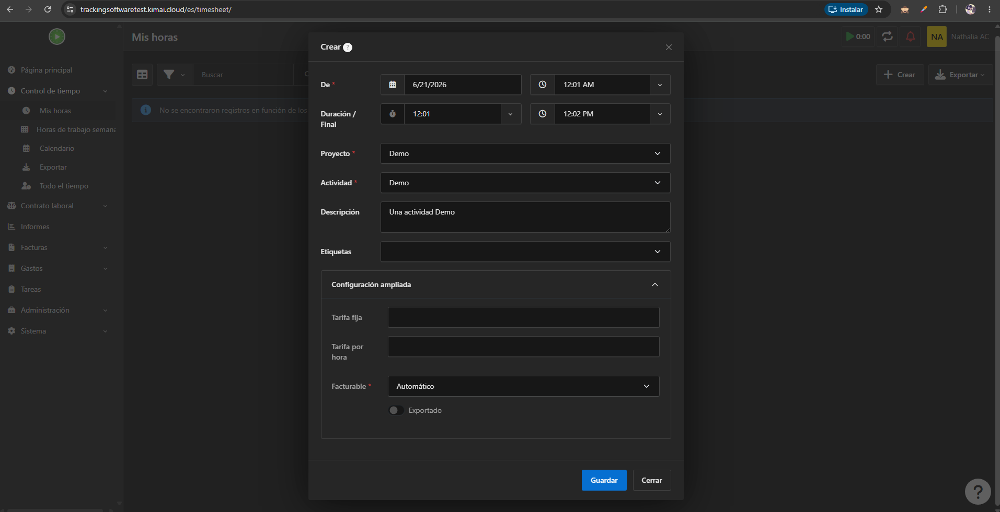 trackingsoftwaretest.kimai.cloud/es/timesheet/
Instalar
Mis horas
0:00
NA
Nathalia AC
Página principal
Control de tiempo
Mis horas
Horas de trabajo semana
Calendario
Exportar
Todo el tiempo
Contrato laboral
Informes
Facturas
Gastos
Tareas
Administración
Sistema
Buscar
Crear
Exportar
No se encontraron registros en función de los
Crear ?
De *
6/21/2026
12:01 AM
Duración /
Final
12:01
12:02 PM
Proyecto *
Demo
Actividad *
Demo
Descripción
Una actividad Demo
Etiquetas
Configuración ampliada
Tarifa fija
Tarifa por
hora
Facturable *
Automático
Exportado
Guardar
Cerrar
?